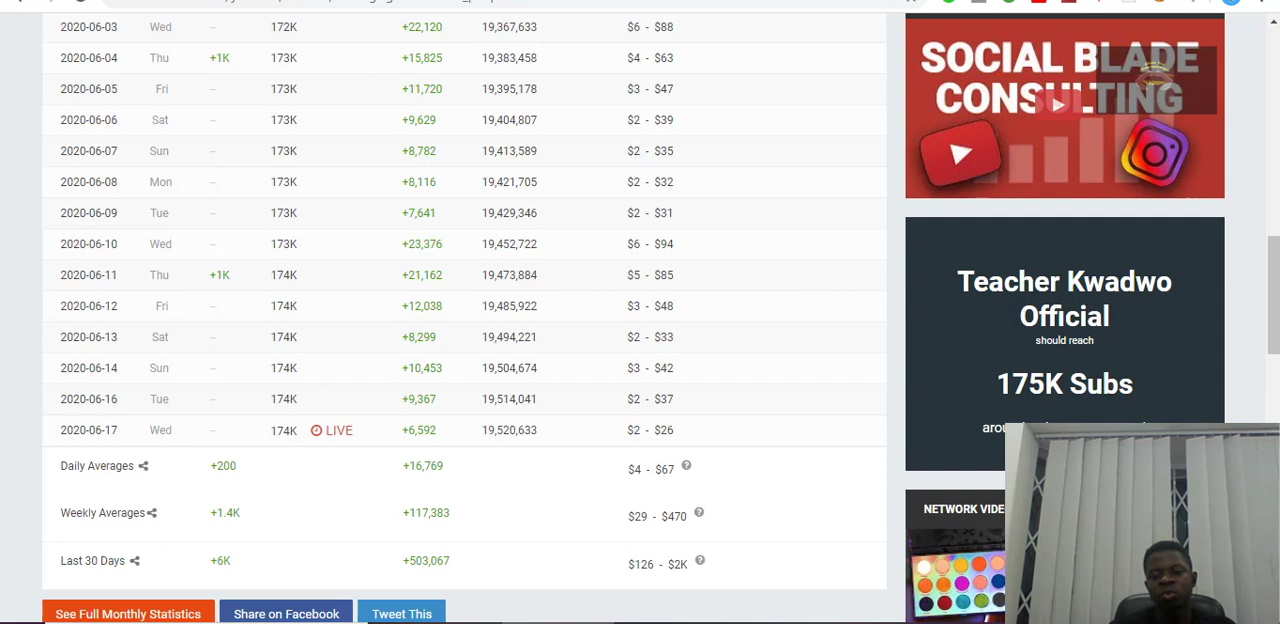 2020-06-03 Wed – 172K +22,120 19,367,633 $6 - $88
2020-06-04 Thu +1K 173K +15,825 19,383,458 $4 - $63
2020-06-05 Fri – 173K +11,720 19,395,178 $3 - $47
2020-06-06 Sat – 173K +9,629 19,404,807 $2 - $39
2020-06-07 Sun – 173K +8,782 19,413,589 $2 - $35
2020-06-08 Mon – 173K +8,116 19,421,705 $2 - $32
2020-06-09 Tue – 173K +7,641 19,429,346 $2 - $31
2020-06-10 Wed – 173K +23,376 19,452,722 $6 - $94
2020-06-11 Thu +1K 174K +21,162 19,473,884 $5 - $85
2020-06-12 Fri – 174K +12,038 19,485,922 $3 - $48
2020-06-13 Sat – 174K +8,299 19,494,221 $2 - $33
2020-06-14 Sun – 174K +10,453 19,504,674 $3 - $42
2020-06-16 Tue – 174K +9,367 19,514,041 $2 - $37
2020-06-17 Wed – 174K LIVE +6,592 19,520,633 $2 - $26
Daily Averages +200 +16,769 $4 - $67
Weekly Averages +1.4K +117,383 $29 - $470
Last 30 Days +6K +503,067 $126 - $2K
See Full Monthly Statistics Share on Facebook Tweet This
SOCIAL BLADE
CONSULTING
Teacher Kwadwo
Official
should reach
175K Subs
NETWORK